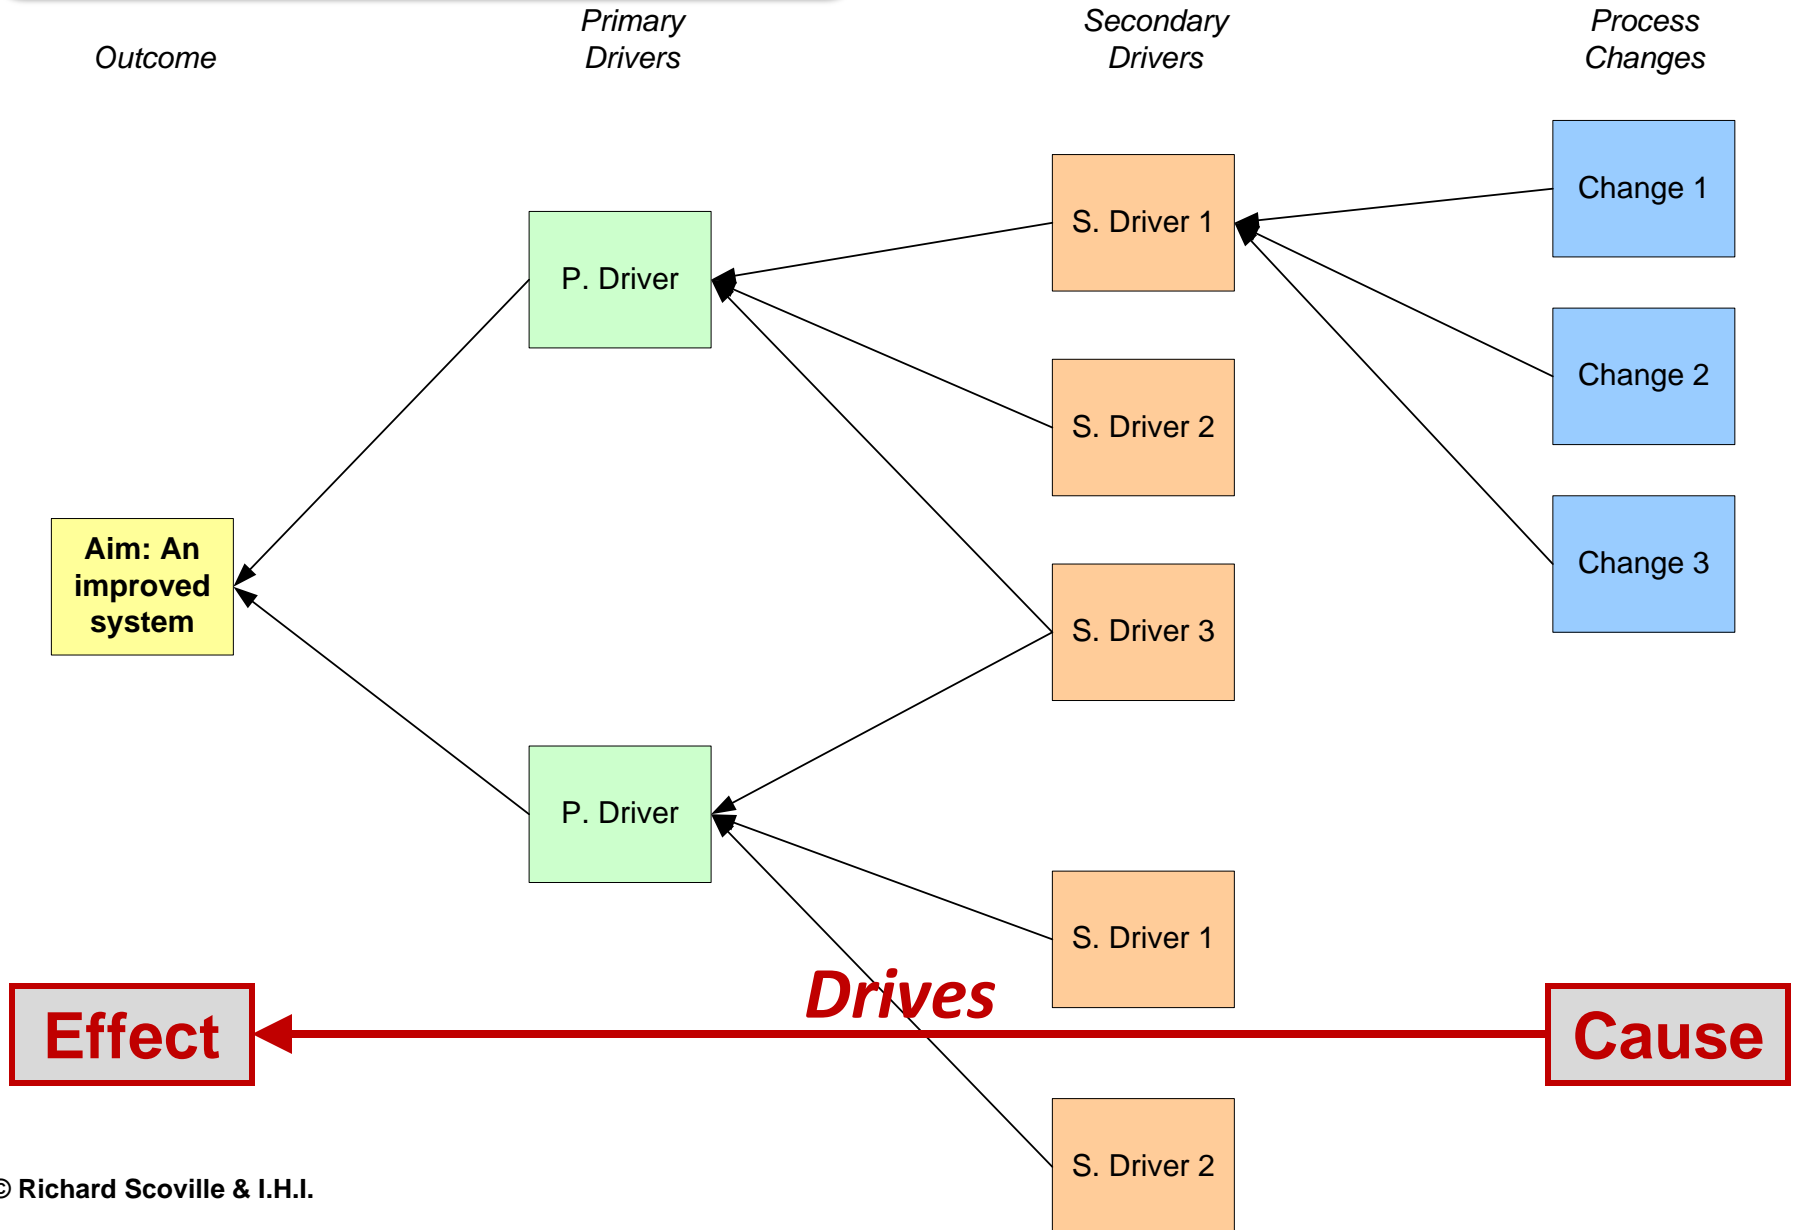 Outcome
Primary
Drivers
Secondary
Drivers
Process
Changes
Change 1
S. Driver 1
P. Driver
Change 2
S. Driver 2
Aim: An
improved
system
Change 3
S. Driver 3
P. Driver
S. Driver 1
Drives
Effect
Cause
S. Driver 2
© Richard Scoville & I.H.I.